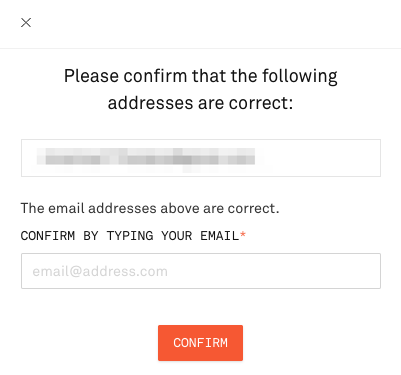 Please confirm that the following
addresses are correct:
The email addresses above are correct.
CONFIRM BY TYPING YOUR EMAIL*
email@address.com
CONFIRM